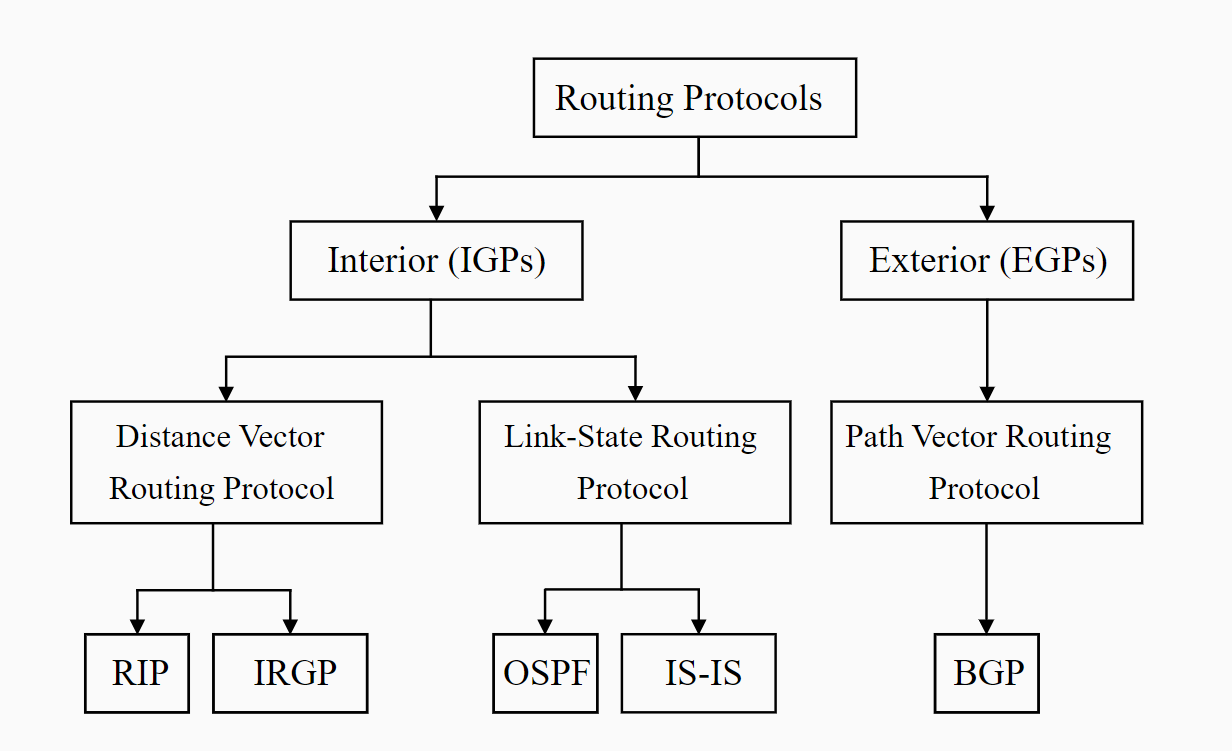 Routing Protocols
Interior (IGPs)
Exterior (EGPs)
Distance Vector
Routing Protocol
Link-State Routing
Protocol
Path Vector Routing
Protocol
RIP
IRGP
OSPF
IS-IS
BGP